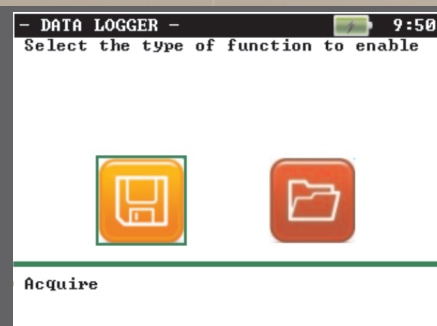 - DATA LOGGER - 9:50
Select the type of function to enable
Acquire